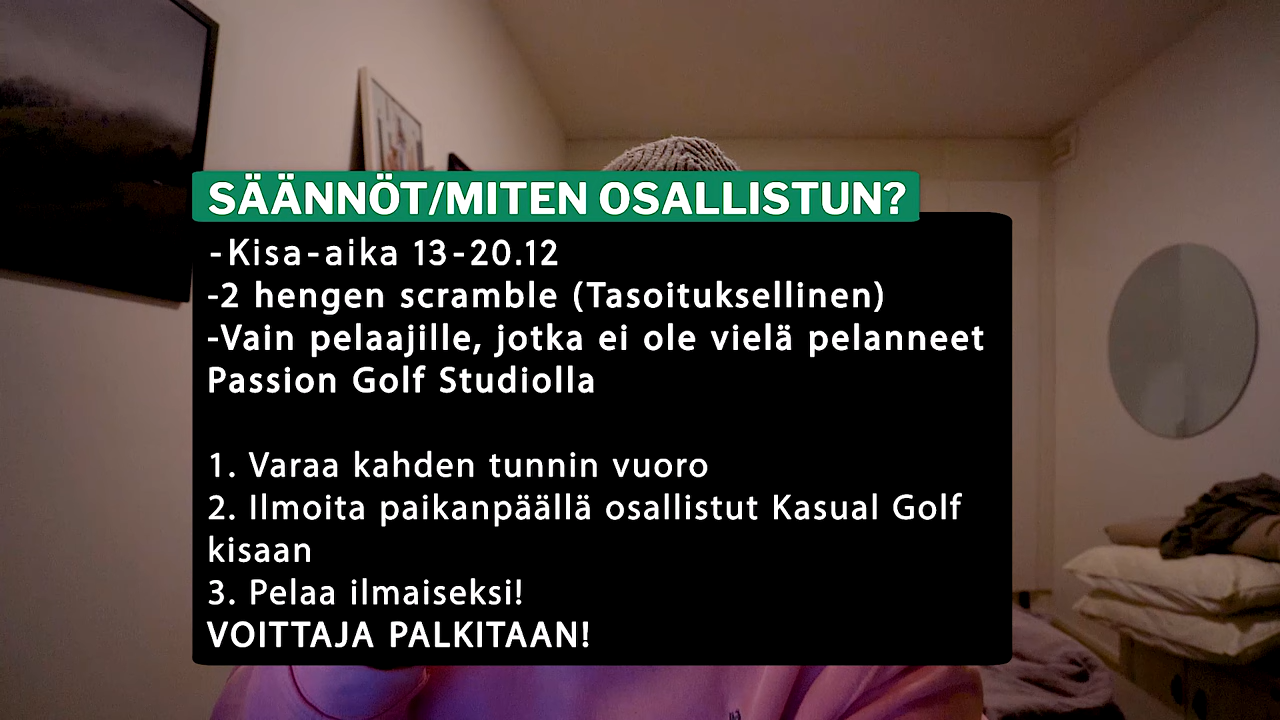 SÄÄNNÖT/MITEN OSALLISTUN?
-Kisa-aika 13-20.12
-2 hengen scramble (Tasoituksellinen)
-Vain pelaajille, jotka ei ole vielä pelanneet
Passion Golf Studiolla
1. Varaa kahden tunnin vuoro
2. Ilmoita paikanpäällä osallistut Kasual Golf
kisaan
3. Pelaa ilmaiseksi!
VOITTAJA PALKITAAN!